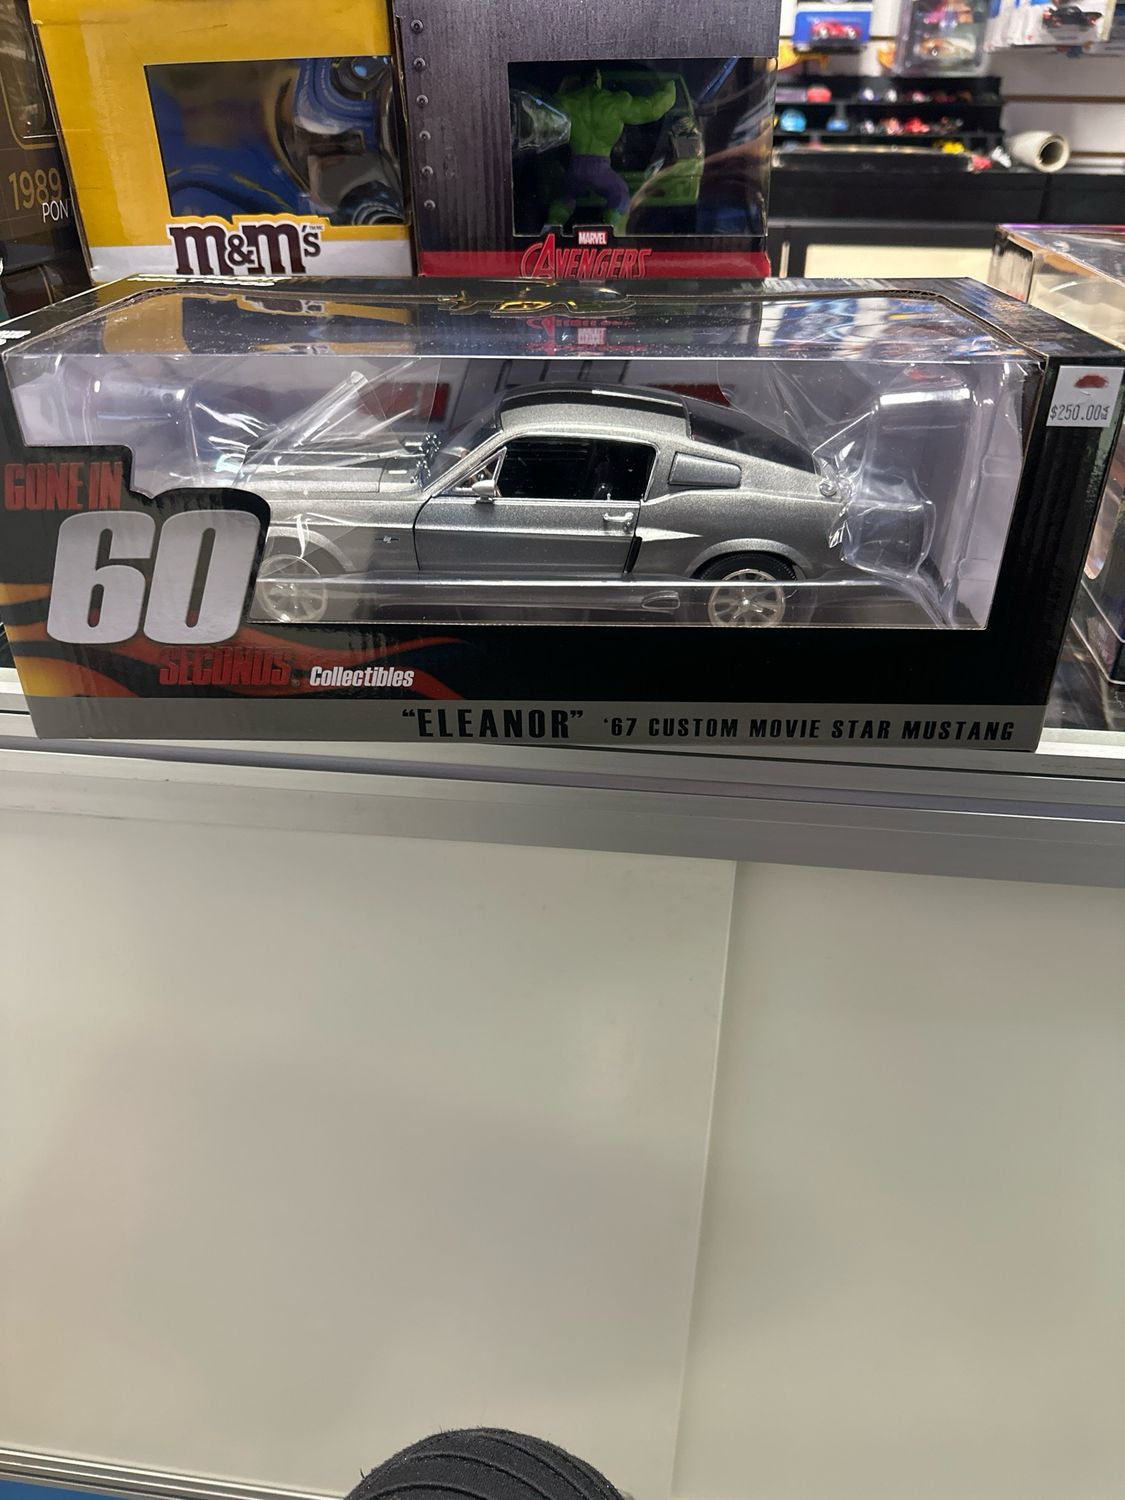 1989
PON
m&m's
MARVEL
AVENGERS
$250.00
GONE IN
60
SECONDS Collectibles
"ELEANOR" '67 CUSTOM MOVIE STAR MUSTANG